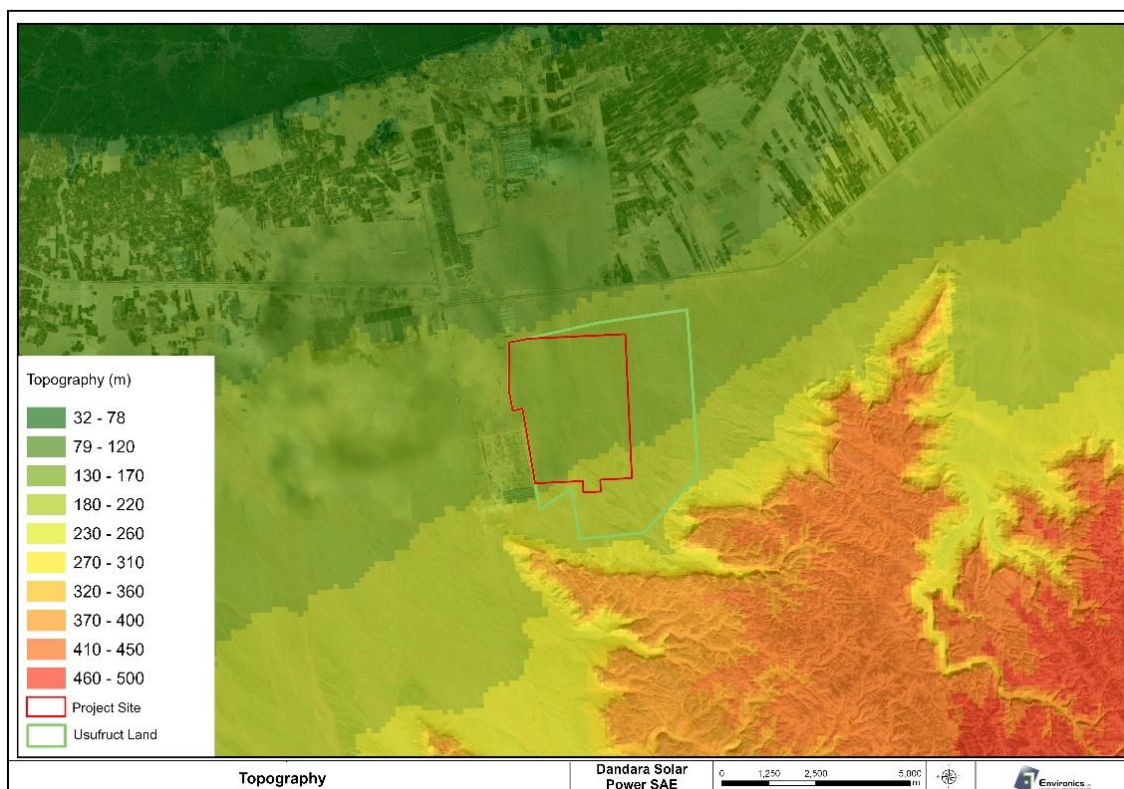 Topography (m)
32 - 78
79 - 120
130 - 170
180 - 220
230 - 260
270 - 310
320 - 360
370 - 400
410 - 450
460 - 500
Project Site
Usufruct Land
Topography
Dandara Solar
Power SAE
0 1,250 2,500 5,000
m
Environics